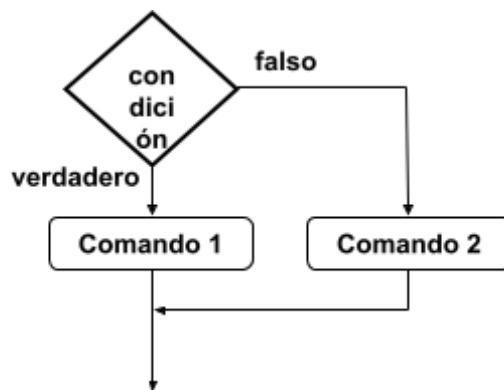 con
dici
ón
falso
verdadero
Comando 1
Comando 2